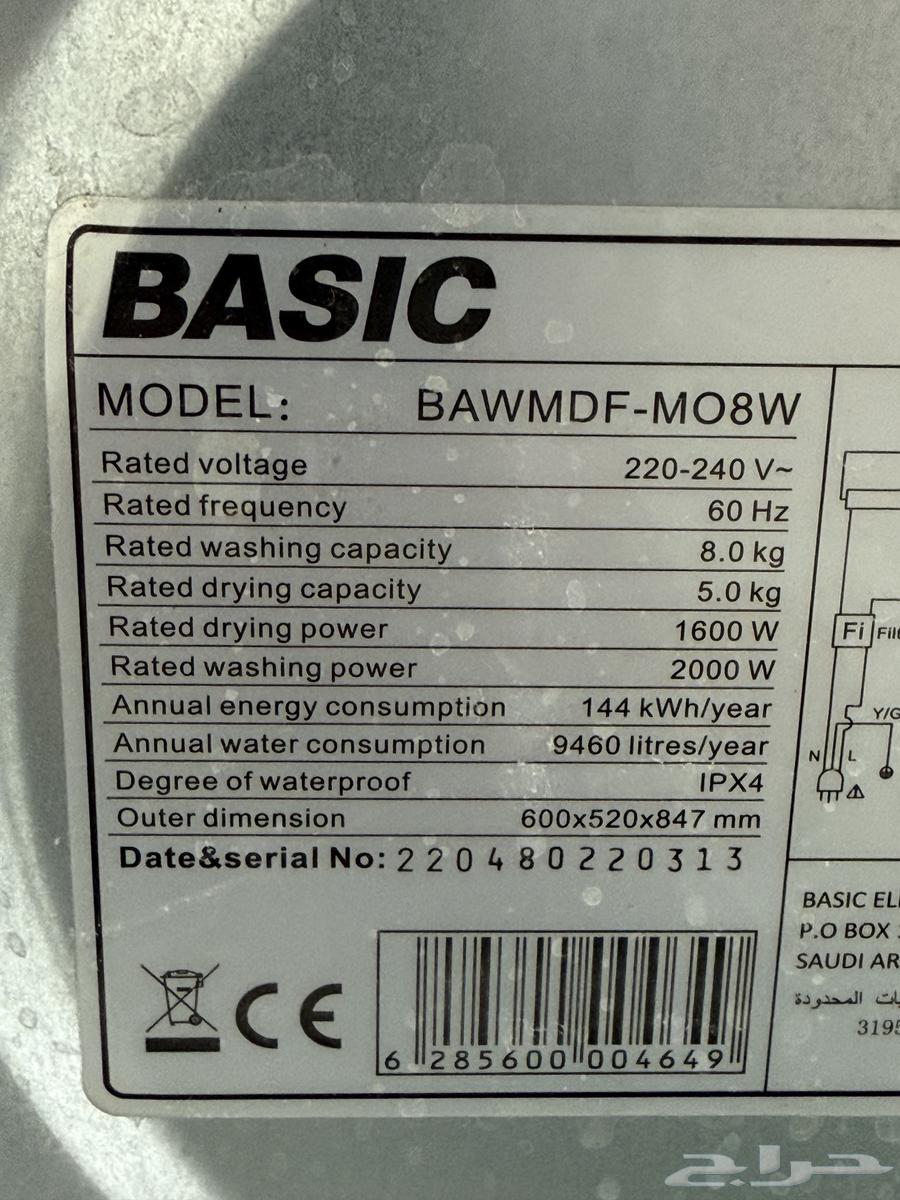 BASIC
MODEL: BAWMDF-MO8W
Rated voltage 220-240 V~
Rated frequency 60 Hz
Rated washing capacity 8.0 kg
Rated drying capacity 5.0 kg
Rated drying power 1600 W
Rated washing power 2000 W
Annual energy consumption 144 kWh/year
Annual water consumption 9460 litres/year
Degree of waterproof IPX4
Outer dimension 600x520x847 mm
Date&serial No: 220480220313
CE
6 285600 004649
Fi
Y/G
N L
BASIC
P.O BOX
SAUDI
المحدودة
حراج